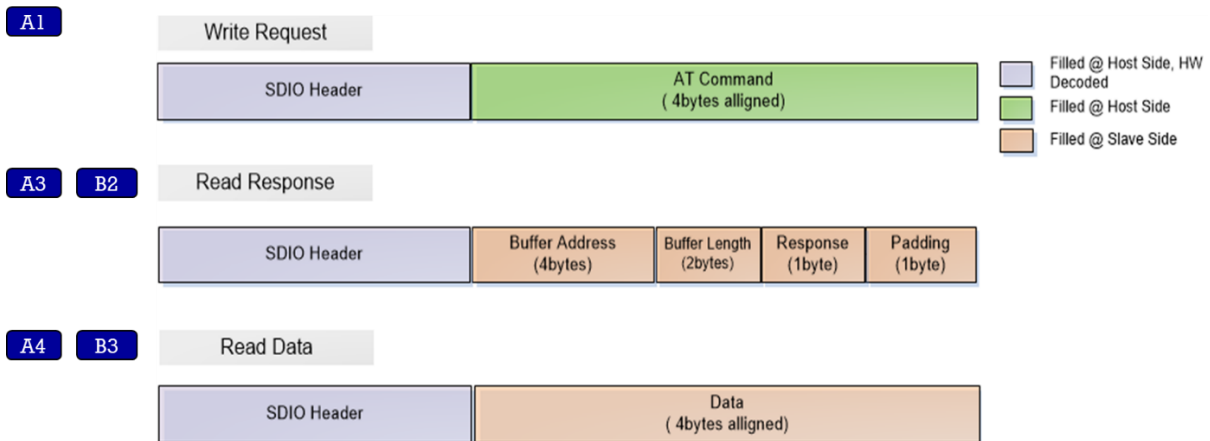 A1
Write Request
SDIO Header
AT Command
( 4bytes alligned)
Filled @ Host Side, HW
Decoded
Filled @ Host Side
Filled @ Slave Side
A3
B2
Read Response
SDIO Header
Buffer Address
(4bytes)
Buffer Length
(2bytes)
Response
(1byte)
Padding
(1byte)
A4
B3
Read Data
SDIO Header
Data
( 4bytes alligned)